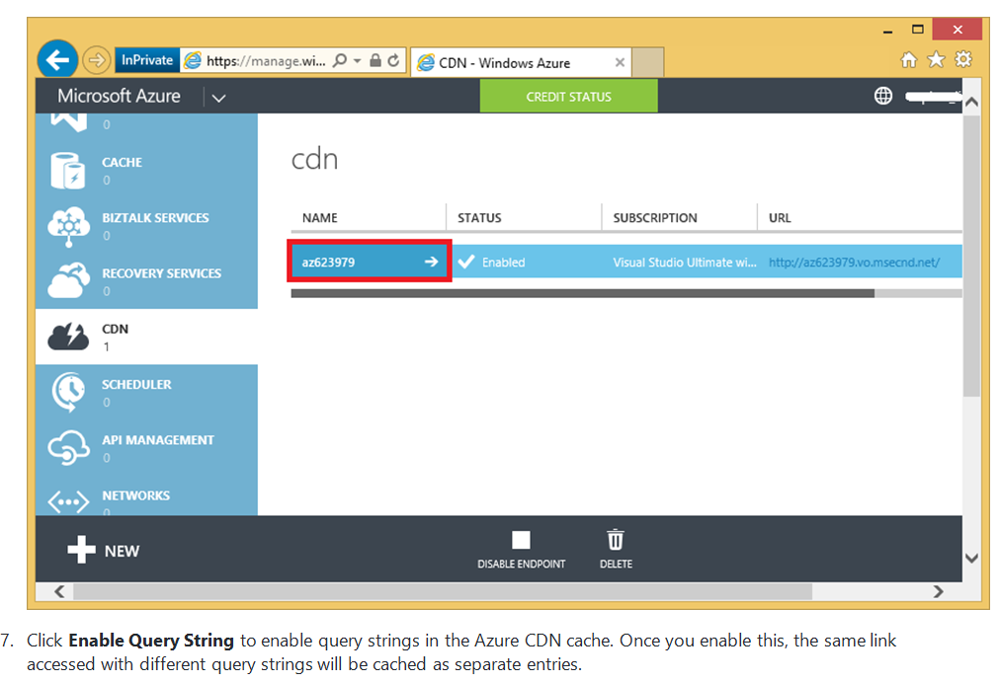 InPrivate https://manage.wi... CDN - Windows Azure
Microsoft Azure CREDIT STATUS
0
CACHE
0
BIZTALK SERVICES
0
RECOVERY SERVICES
0
CDN
1
SCHEDULER
0
API MANAGEMENT
0
NETWORKS
0
cdn
NAME STATUS SUBSCRIPTION URL
az623979 Enabled Visual Studio Ultimate wi... http://az623979.vo.msecnd.net/
NEW DISABLE ENDPOINT DELETE
7. Click Enable Query String to enable query strings in the Azure CDN cache. Once you enable this, the same link
accessed with different query strings will be cached as separate entries.